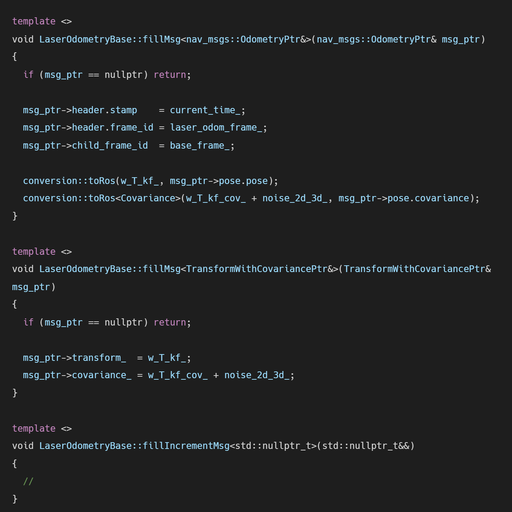 template <>
void LaserOdometryBase::fillMsg<nav_msgs::OdometryPtr&>(nav_msgs::OdometryPtr& msg_ptr)
{
  if (msg_ptr == nullptr) return;

  msg_ptr->header.stamp    = current_time_;
  msg_ptr->header.frame_id = laser_odom_frame_;
  msg_ptr->child_frame_id  = base_frame_;

  conversion::toRos(w_T_kf_, msg_ptr->pose.pose);
  conversion::toRos<Covariance>(w_T_kf_cov_ + noise_2d_3d_, msg_ptr->pose.covariance);
}

template <>
void LaserOdometryBase::fillMsg<TransformWithCovariancePtr&>(TransformWithCovariancePtr&
msg_ptr)
{
  if (msg_ptr == nullptr) return;

  msg_ptr->transform_  = w_T_kf_;
  msg_ptr->covariance_ = w_T_kf_cov_ + noise_2d_3d_;
}

template <>
void LaserOdometryBase::fillIncrementMsg<std::nullptr_t>(std::nullptr_t&&)
{
  //
}